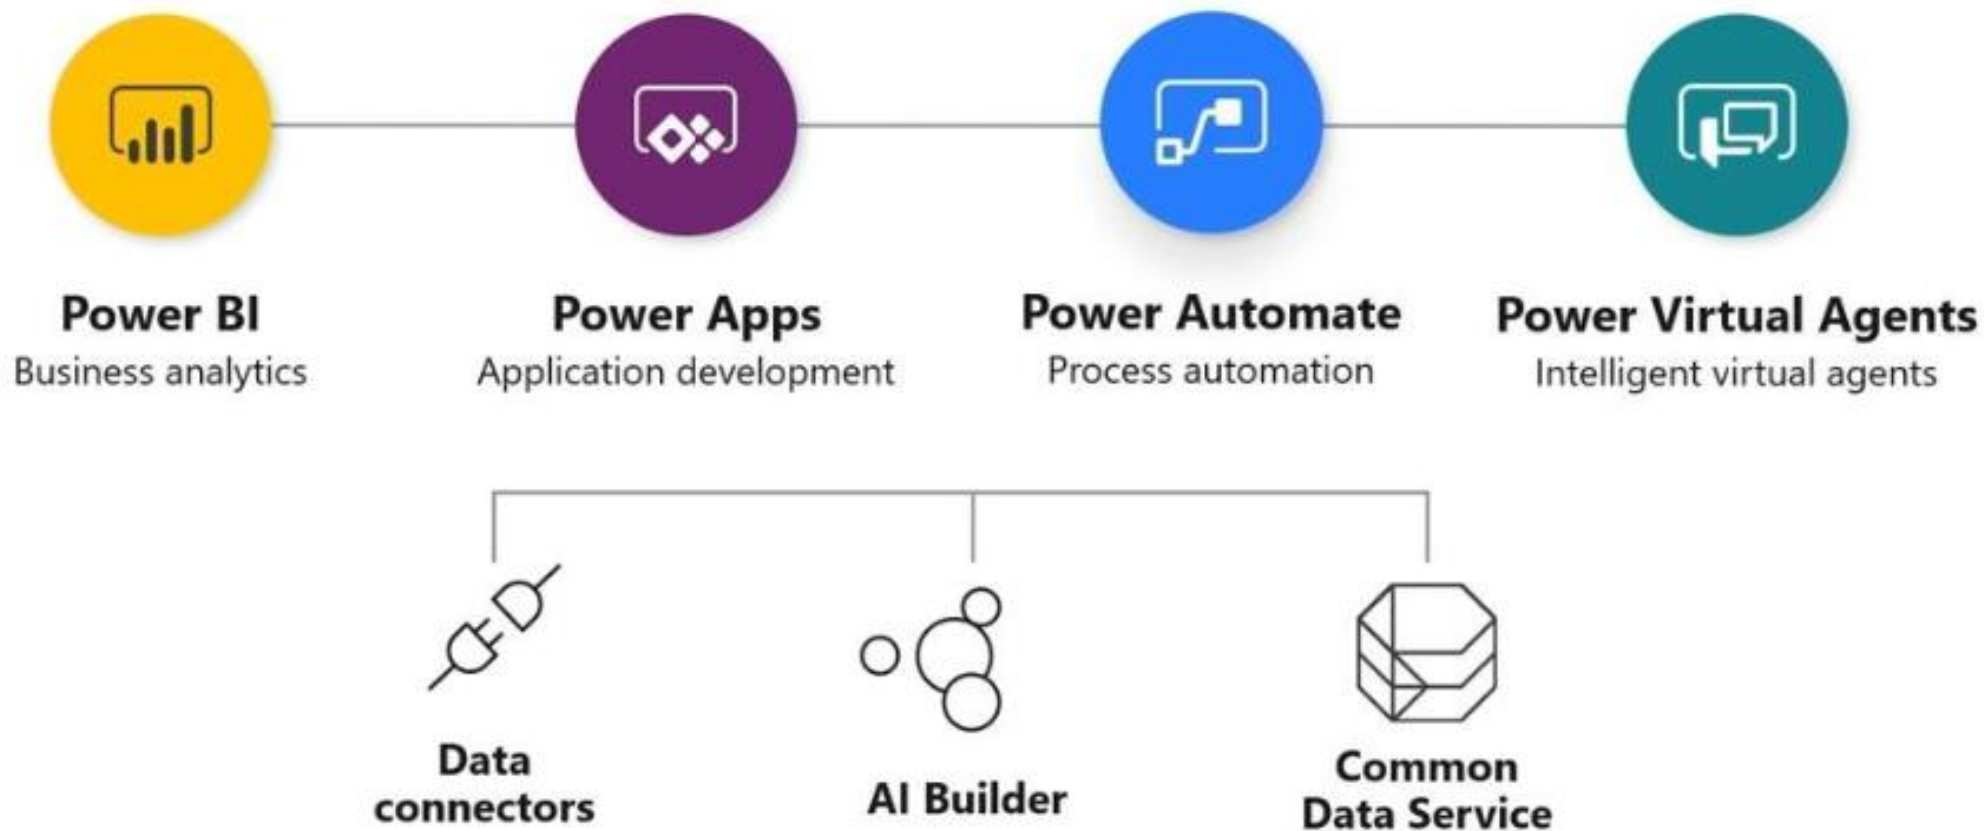 Power BI
Business analytics
Power Apps
Application development
Power Automate
Process automation
Power Virtual Agents
Intelligent virtual agents
Data
connectors
AI Builder
Common
Data Service